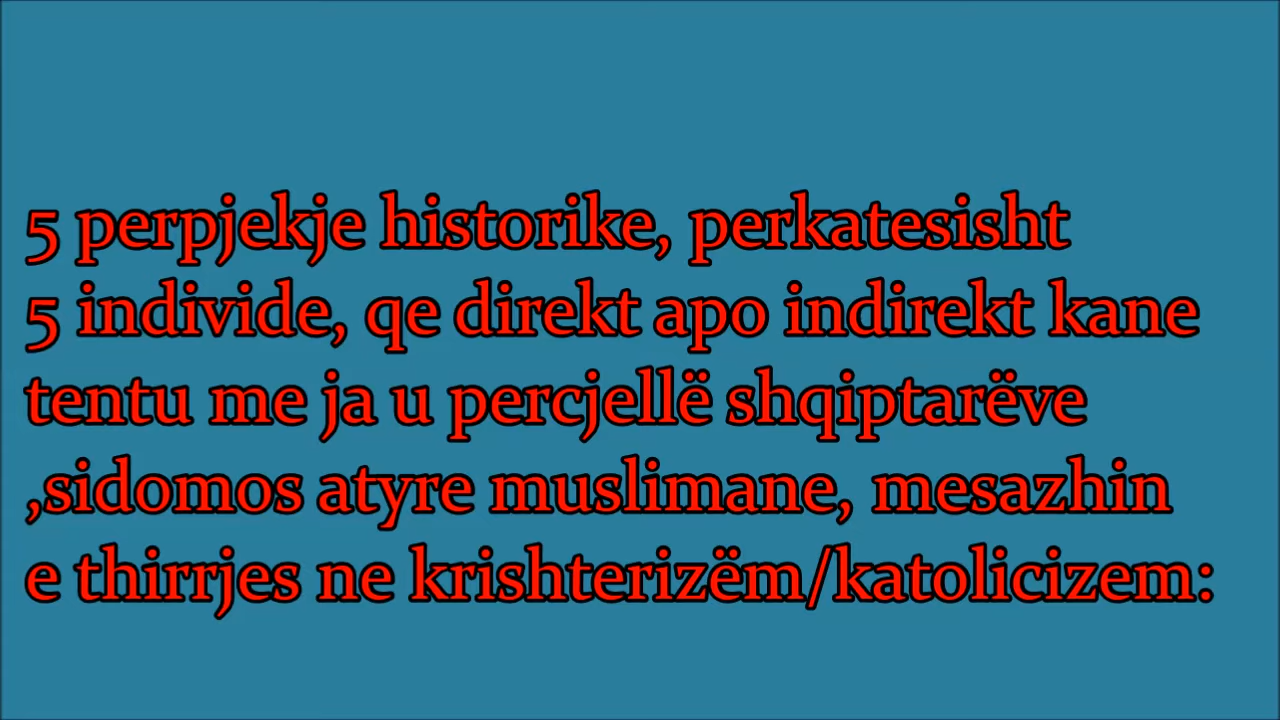 5 perpjekje historike, perkatesisht
5 individe, qe direkt apo indirekt kane
tentu me ja u percjellë shqiptarëve
,sidomos atyre muslimane, mesazhin
e thirrjes ne krishterizëm/katolicizem: